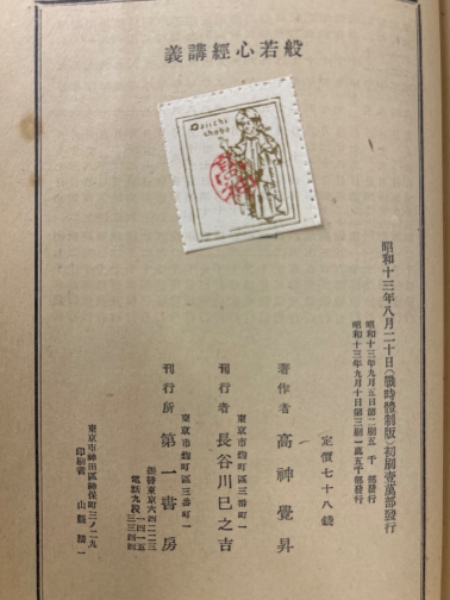 般若心經講義
Daiichi
shobo
高神
昭和十三年八月二十日(戰時體制版)初刷壹萬部發行
昭和十三年九月五日第二刷五千部發行
昭和十三年九月十日第三刷一萬五千部發行
定價七十八錢
著作者 高神覺昇
東京市麴町區三番町一
刊行者 長谷川巳之吉
東京市麴町區三番町一
刊行所 第一書房
振替東京六四二二三
電話九段
東京市神田區神保町三ノ二九
印刷者 山縣精一